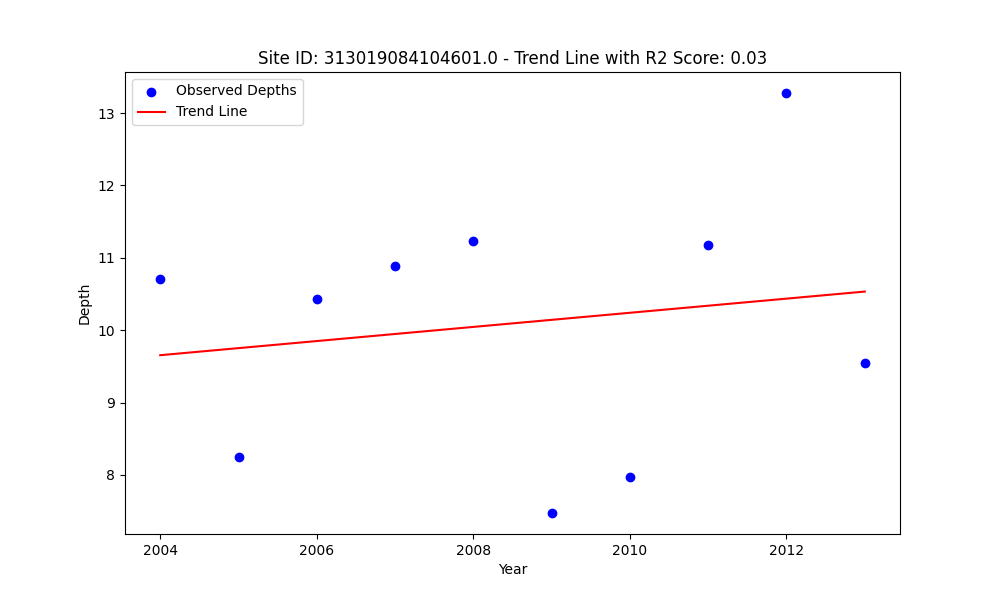 Site ID: 313019084104601.0 - Trend Line with R2 Score: 0.03
Observed Depths
Trend Line
13
12
11
10
9
8
Depth
2004
2006
2008
2010
2012
Year